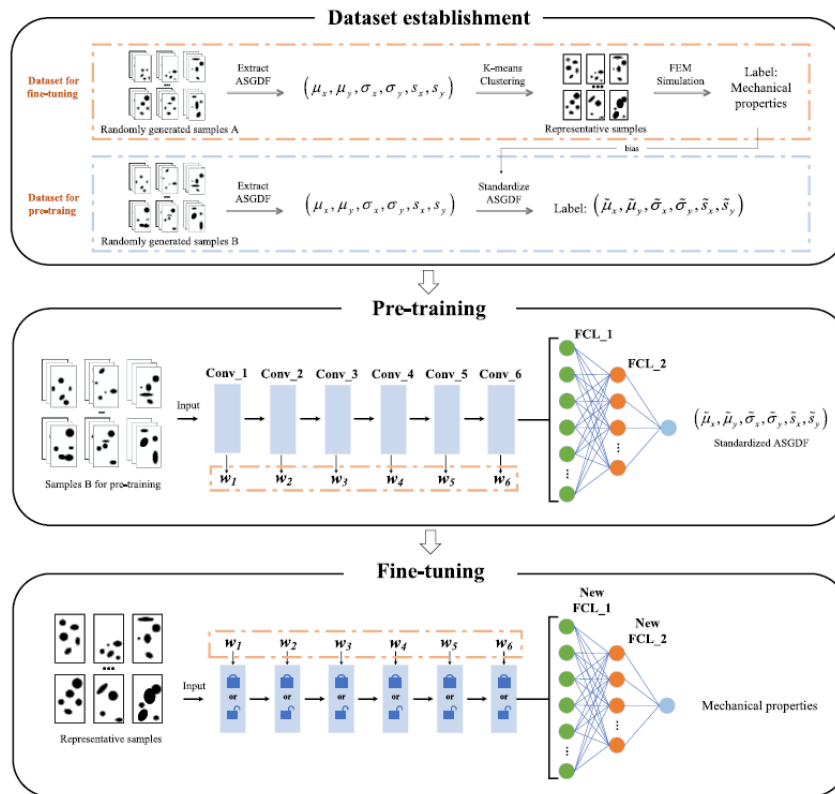 Dataset establishment
Dataset for
fine-tuning
Extract
ASGDF
(μx, μy, σx, σy, sx, sy)
K-means
Clustering
FEM
Simulation
Label:
Mechanical
properties
Randomly generated samples A
Representative samples
bias
Dataset for
pre-traing
Extract
ASGDF
(μx, μy, σx, σy, sx, sy)
Standardize
ASGDF
Label: (μ̃x, μ̃y, σ̃x, σ̃y, s̃x, s̃y)
Randomly generated samples B
Pre-training
Conv_1 Conv_2 Conv_3 Conv_4 Conv_5 Conv_6
FCL_1
FCL_2
Input
(μ̃x, μ̃y, σ̃x, σ̃y, s̃x, s̃y)
Standardized ASGDF
w1 w2 w3 w4 w5 w6
Samples B for pre-training
Fine-tuning
New
FCL_1
New
FCL_2
w1 w2 w3 w4 w5 w6
Input
or or or or or or
Mechanical properties
Representative samples